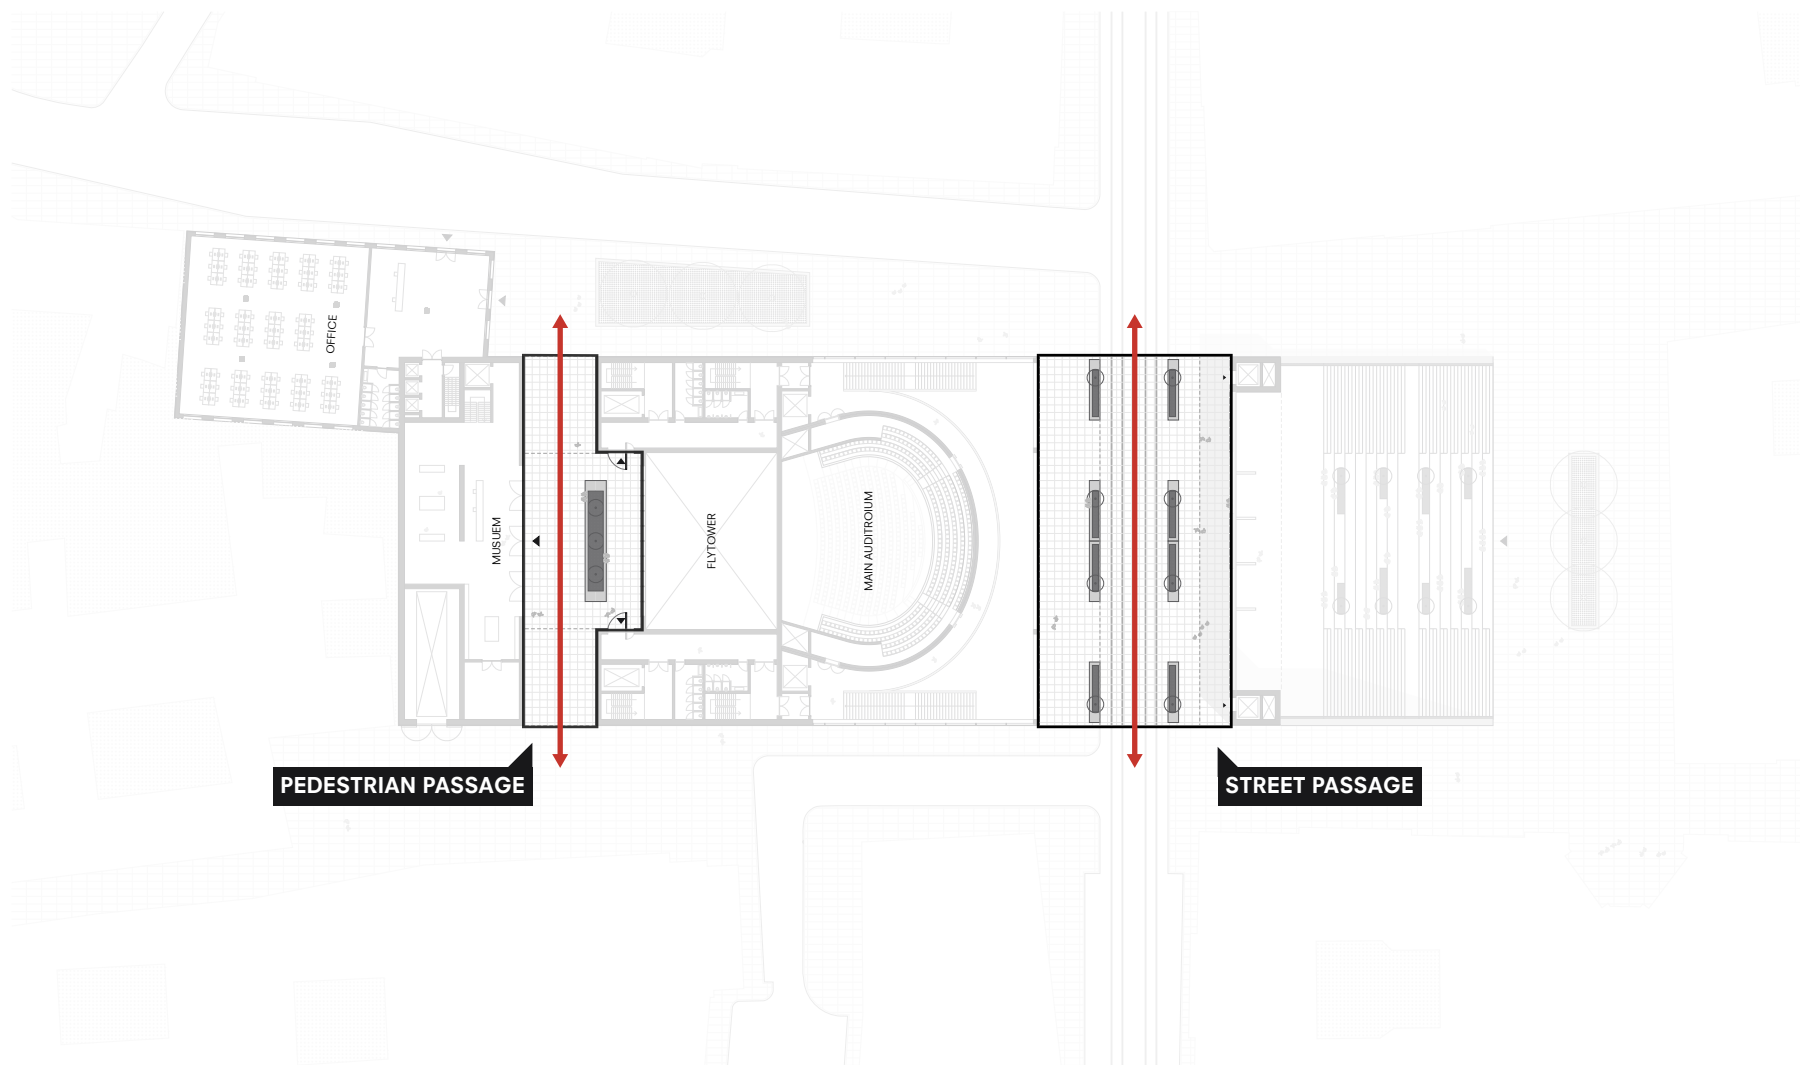 OFFICE
MUSUEM
FLYTOWER
MAIN AUDITROIUM
PEDESTRIAN PASSAGE
STREET PASSAGE